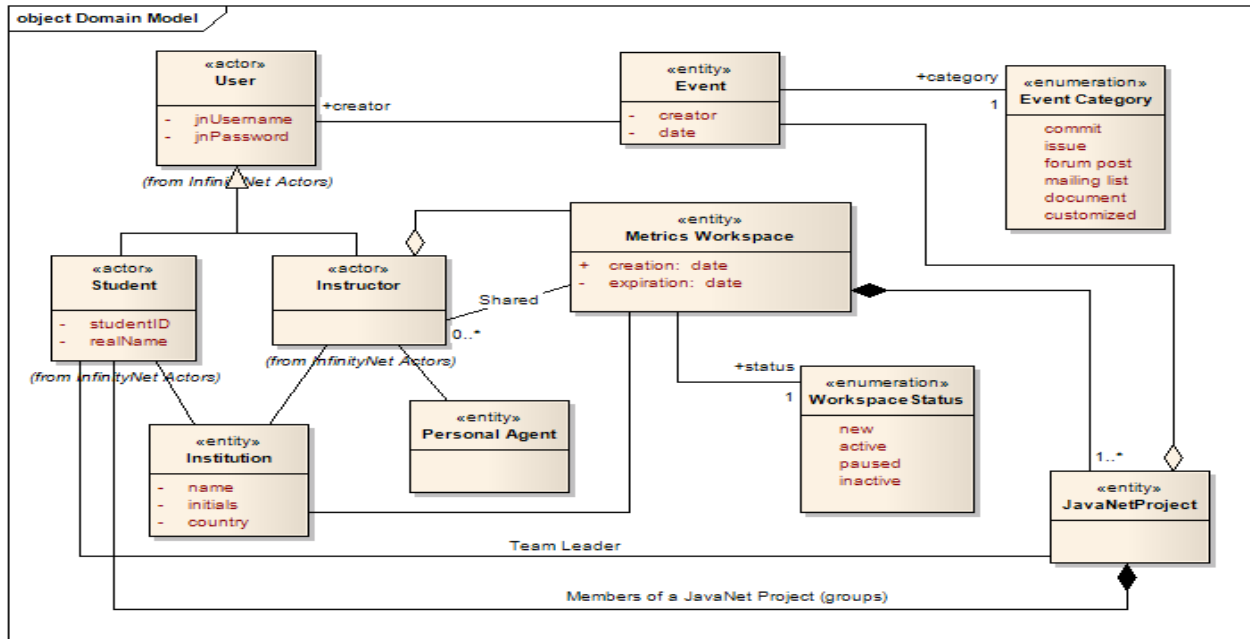 object Domain Model
«actor»
User
- jnUsername
- jnPassword
(from InfinityNet Actors)
+creator
«entity»
Event
- creator
- date
+category
1
«enumeration»
Event Category
commit
issue
forum post
mailing list
document
customized
«entity»
Metrics Workspace
+ creation: date
- expiration: date
«actor»
Student
- studentID
- realName
(from InfinityNet Actors)
«actor»
Instructor
(from InfinityNet Actors)
Shared
0..*
+status
1
«enumeration»
WorkspaceStatus
new
active
paused
inactive
«entity»
Personal Agent
«entity»
Institution
- name
- initials
- country
1..*
«entity»
JavaNetProject
Team Leader
Members of a JavaNet Project (groups)